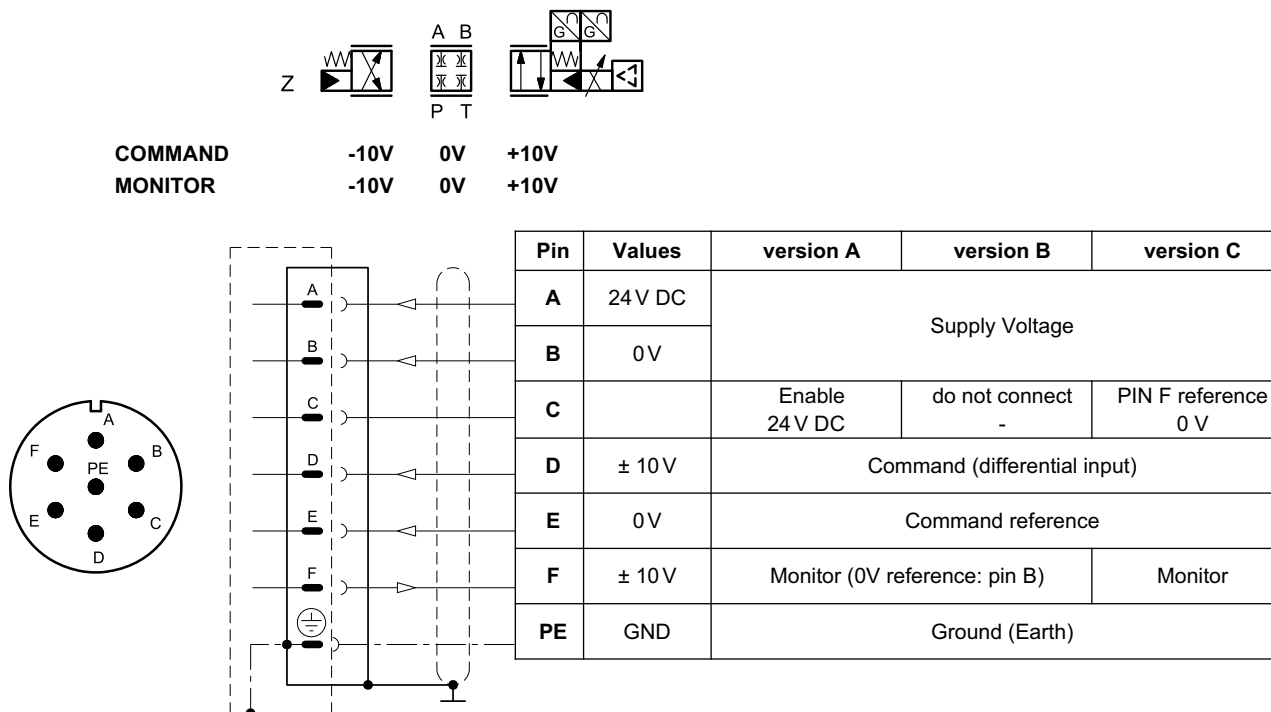 A B
G G
Z
P T
COMMAND -10V 0V +10V
MONITOR -10V 0V +10V
Pin Values version A version B version C
A 24 V DC Supply Voltage
B 0 V
C Enable do not connect PIN F reference
24 V DC - 0 V
D ± 10 V Command (differential input)
E 0 V Command reference
F ± 10 V Monitor (0V reference: pin B) Monitor
PE GND Ground (Earth)
A
B
C
D
E
F
A
F B
PE
E C
D